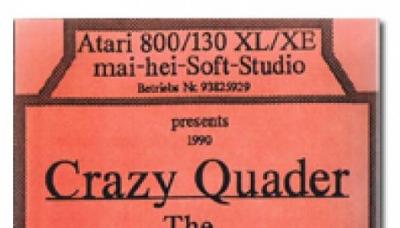 Atari 800/130 XL/XE
mai-hei-Soft-Studio
Betriebs Nr. 93825929
presents
1990
Crazy Quader
The